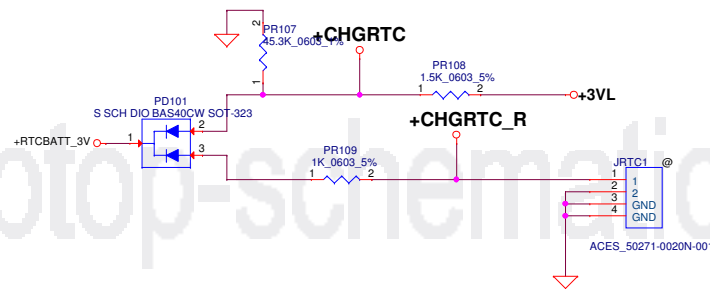 2
PR107
45.3K_0603_1%
1
+CHGRTC
PR108
1.5K_0603_5%
1
2
+3VL
PD101
S SCH DIO BAS40CW SOT-323
+RTCBATT_3V
1
2
3
+CHGRTC_R
PR109
1K_0603_5%
1
2
JRTC1
@
1
2
3
4
1
2
GND
GND
ACES_50271-0020N-001
otop-schematic